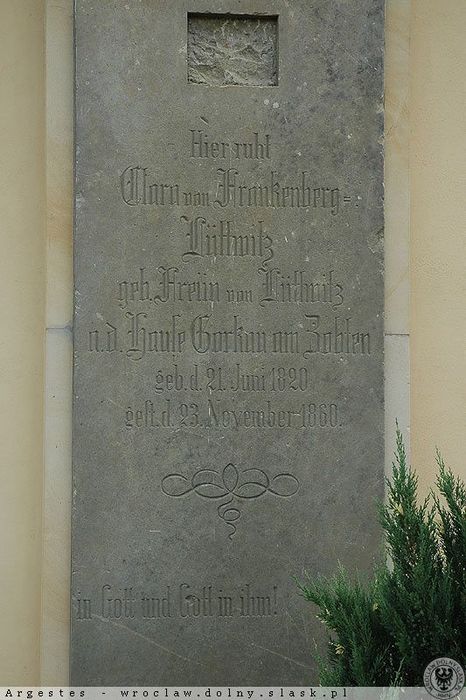 Hier ruht
Clara von Frankenberg=
Lüttwitz
geb. Freiin von Lüttwitz
a. d. Hause Gorkau am Zobten
geb. d. 21. Juni 1820
gest. d. 23. November 1860.
in Gott und Gott in ihm!
Argestes - wroclaw.dolny.slask.pl